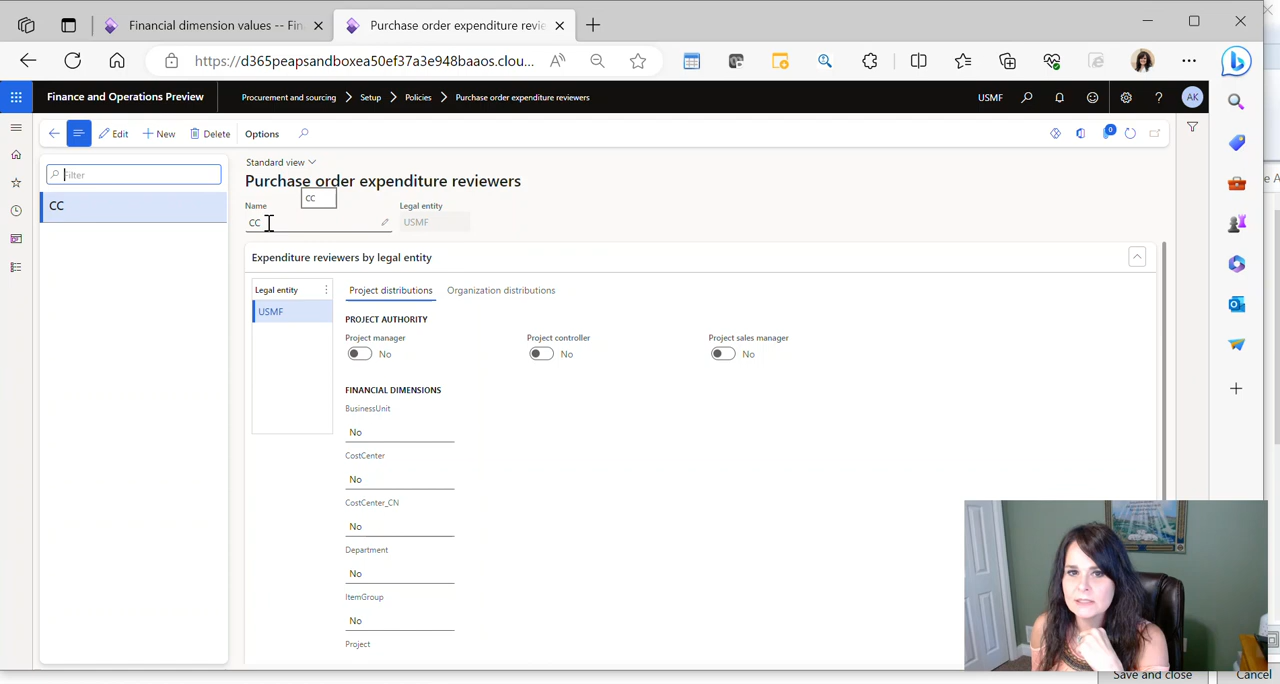 Financial dimension values -- Fin
Purchase order expenditure revie
https://d365peapsandboxea50ef37a3e948baaos.clou...
Finance and Operations Preview
Procurement and sourcing
Setup
Policies
Purchase order expenditure reviewers
USMF
AK
Edit
New
Delete
Options
0
Filter
CC
Standard view
Purchase order expenditure reviewers
Name
CC
Legal entity
CC
USMF
Expenditure reviewers by legal entity
Legal entity
USMF
Project distributions
Organization distributions
PROJECT AUTHORITY
Project manager
No
Project controller
No
Project sales manager
No
FINANCIAL DIMENSIONS
BusinessUnit
No
CostCenter
No
CostCenter_CN
No
Department
No
ItemGroup
No
Project
Save and close
Cancel